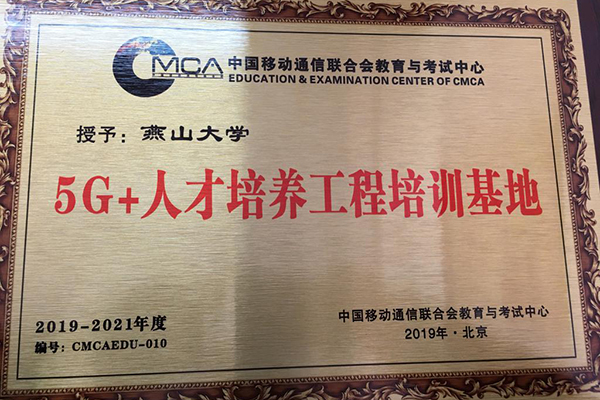 CMCA 中国移动通信联合会教育与考试中心
EDUCATION & EXAMINATION CENTER OF CMCA
授予：燕山大学
5G+人才培养工程培训基地
2019-2021年度
编号：CMCAEDU-010
中国移动通信联合会教育与考试中心
2019年·北京